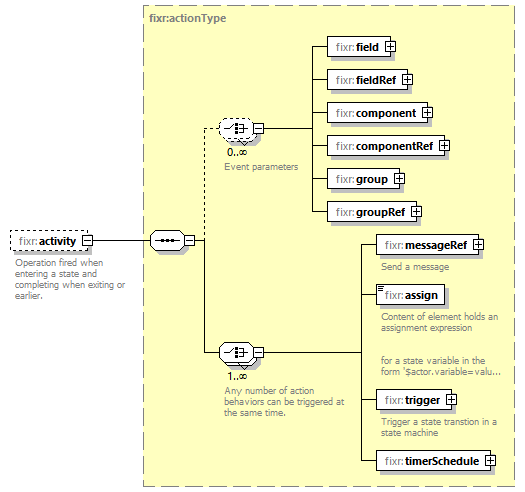 fixr:actionType
fixr:field
fixr:fieldRef
fixr:component
0..∞
Event parameters
fixr:componentRef
fixr:group
fixr:groupRef
fixr:activity
Operation fired when
entering a state and
completing when exiting or
earlier.
fixr:messageRef
Send a message
fixr:assign
Content of element holds an
assignment expression
for a state variable in the
form '$actor.variable=valu...
1..∞
Any number of action
behaviors can be triggered at
the same time.
fixr:trigger
Trigger a state transtion in a
state machine
fixr:timerSchedule